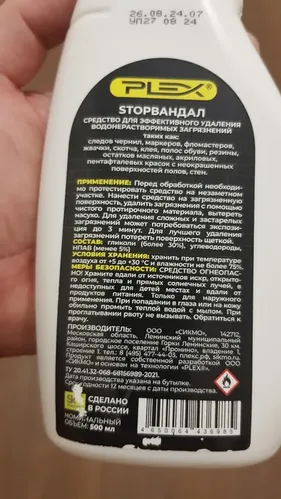 26.08.24.07
УП27 08 24
PLEX®
STOPВАНДАЛ
СРЕДСТВО ДЛЯ ЭФФЕКТИВНОГО УДАЛЕНИЯ
ВОДОНЕРАСТВОРИМЫХ ЗАГРЯЗНЕНИЙ
таких как:
следов чернил, маркеров, фломастеров,
жвачки, скотча, клея, полос обуви, резины,
остатков масляных, акриловых,
пентафталевых красок с неокрашенных
поверхностей полов, стен.
ПРИМЕНЕНИЕ: Перед обработкой необходи-
мо протестировать средство на незаметном
участке. Нанести средство на загрязненную
поверхность, удалить загрязнения с помощью
чистого протирочного материала, вытереть
насухо. Для удаления сложных и застарелых
загрязнений может потребоваться экспози-
ция до 3 минут. Для лучшего удаления
загрязнений потереть поверхность щеткой.
СОСТАВ: гликоли (более 30%), углеводороды,
НПАВ (менее 5%)
УСЛОВИЯ ХРАНЕНИЯ: хранить при температуре
воздуха от +5 до +30 °С и влажности не более 75%.
МЕРЫ БЕЗОПАСНОСТИ: СРЕДСТВО ОГНЕОПАС-
НО! Хранить вдали от источников искр, открыто-
го огня, тепла и прямых солнечных лучей, в
недоступных для детей местах и вдали от
продуктов питания. Только для наружного
применения. При попадании в глаза или на кожу
обильно промыть теплой водой с мылом. При
проглатывании рвоту не вызывать. Обратиться к
врачу.
ПРОИЗВОДИТЕЛЬ: ООО «СИКМО», 142712,
Московская область, Ленинский муниципальный
район, городское поселение Горки Ленинские, 30 км.
Каширского шоссе, квартал «Пронино», владение 1,
строение 1. тел.: 8 (495) 477-44-03, plexc.pf, sikmo.ru.
Продукт является собственной разработкой ООО
«СИКМО» и основан на технологии «PLEX®».
ТУ 20.41.32-068-68156989-2021.
Дата производства указана на бутылке.
Срок годности 12 месяцев с даты производства.
СДЕЛАНО
В РОССИИ
НОМИНАЛЬНЫЙ
ОБЪЕМ: 500 мл
4650064436985